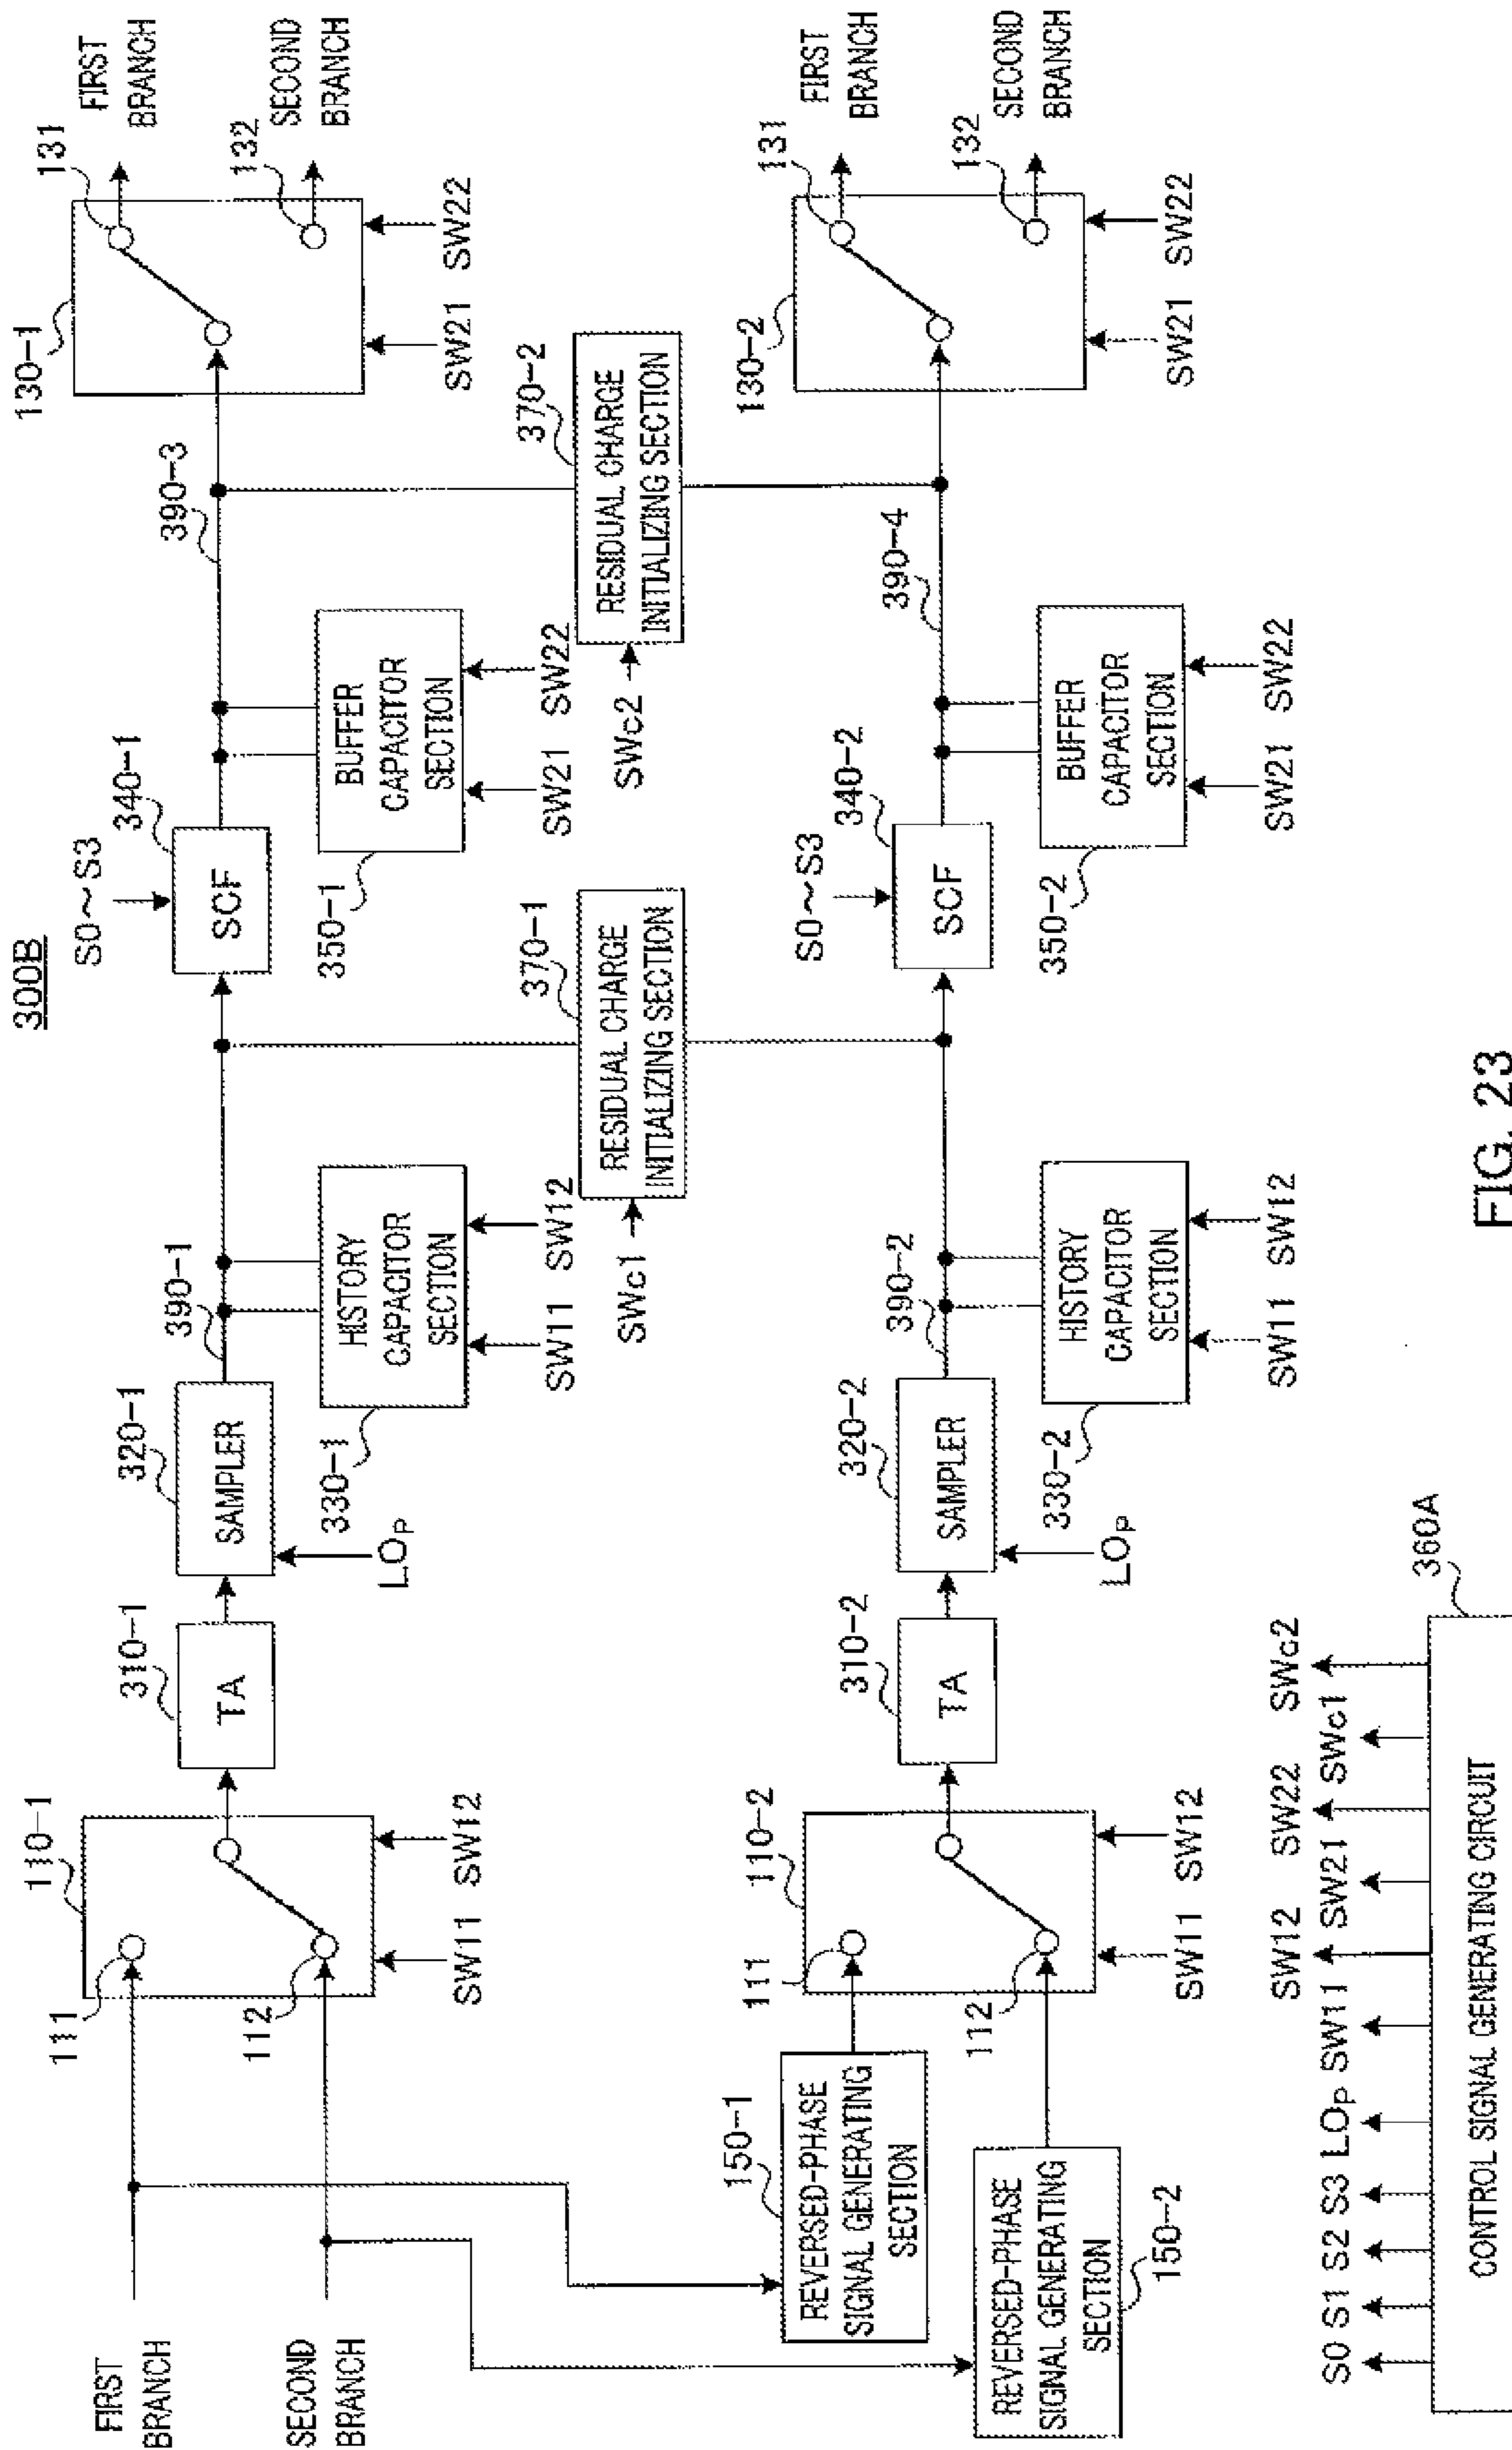 300B
FIRST
BRANCH
SECOND
BRANCH
111
112
110-1
SW11
SW12
310-1
TA
320-1
SAMPLER
LOP
390-1
330-1
HISTORY
CAPACITOR
SECTION
SW11
SW12
S0~S3
340-1
SCF
350-1
BUFFER
CAPACITOR
SECTION
SW21
SW22
390-3
130-1
131
132
FIRST
BRANCH
SECOND
BRANCH
SW21
SW22
370-1
RESIDUAL CHARGE
INITIALIZING SECTION
SWc1
370-2
RESIDUAL CHARGE
INITIALIZING SECTION
SWc2
150-1
REVERSED-PHASE
SIGNAL GENERATING
SECTION
REVERSED-PHASE
SIGNAL GENERATING
SECTION
150-2
111
112
110-2
SW11
SW12
310-2
TA
320-2
SAMPLER
LOP
390-2
330-2
HISTORY
CAPACITOR
SECTION
SW11
SW12
S0~S3
340-2
SCF
350-2
BUFFER
CAPACITOR
SECTION
SW21
SW22
390-4
130-2
131
132
FIRST
BRANCH
SECOND
BRANCH
SW21
SW22
S0 S1 S2 S3 LOP SW11 SW12 SW21 SW22 SWc1 SWc2
360A
CONTROL SIGNAL GENERATING CIRCUIT
FIG. 23